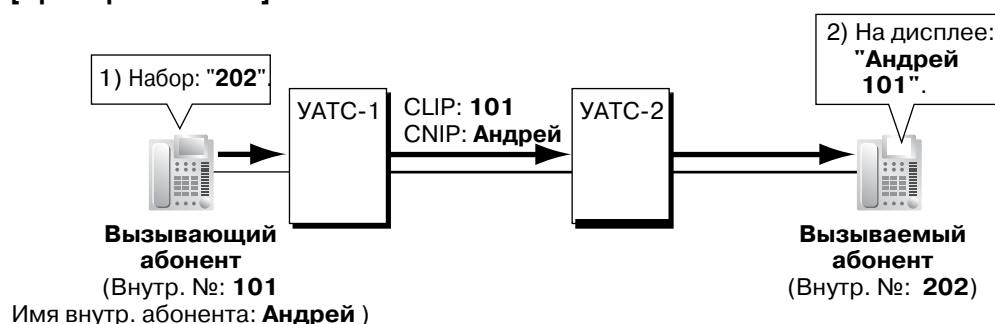 1) Набор: "202".
2) На дисплее:
"Андрей
101".
УАТС-1
CLIP: 101
CNIP: Андрей
УАТС-2
Вызывающий
абонент
(Внутр. №: 101
Имя внутр. абонента: Андрей )
Вызываемый
абонент
(Внутр. №: 202)